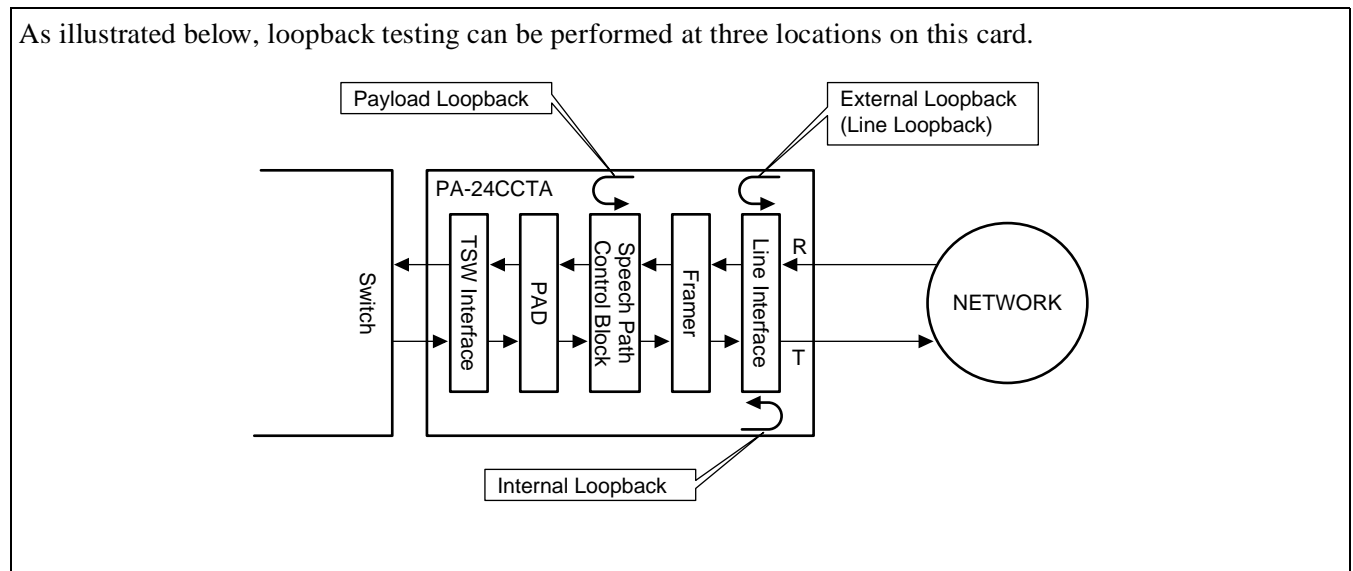 As illustrated below, loopback testing can be performed at three locations on this card.
Payload Loopback
External Loopback
(Line Loopback)
PA-24CCTA
Switch
TSW Interface
PAD
Speech Path
Control Block
Framer
Line Interface
R
T
NETWORK
Internal Loopback